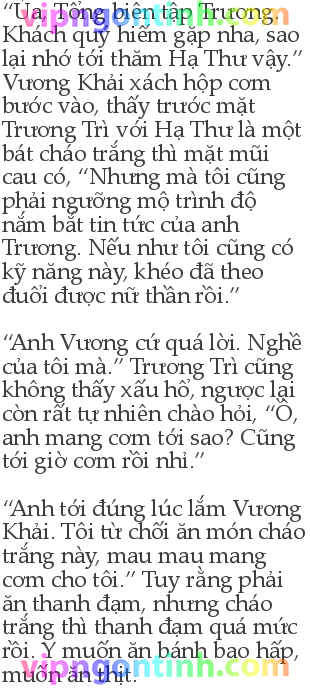 “Ủa, Tổng biên tập Trương.
Khách quý hiếm gặp nha, sao
lại nhớ tới thăm Hạ Thư vậy.”
Vương Khải xách hộp cơm
bước vào, thấy trước mặt
Trương Trì với Hạ Thư là một
bát cháo trắng thì mặt mũi
cau có, “Nhưng mà tôi cũng
phải ngưỡng mộ trình độ
nắm bắt tin tức của anh
Trương. Nếu như tôi cũng có
kỹ năng này, khéo đã theo
đuổi được nữ thần rồi.”
“Anh Vương cứ quá lời. Nghề
của tôi mà.” Trương Trì cũng
không thấy xấu hổ, ngược lại
còn rất tự nhiên chào hỏi, “Ồ,
anh mang cơm tới sao? Cũng
tới giờ cơm rồi nhỉ.”
“Anh tới đúng lúc lắm Vương
Khải. Tôi từ chối ăn món cháo
trắng này, mau mau mang
cơm cho tôi.” Tuy rằng phải
ăn thanh đạm, nhưng cháo
trắng thì thanh đạm quá mức
rồi. Y muốn ăn bánh bao hấp,
muốn ăn thịt.
vipngontinh.com
vipngontinh.com